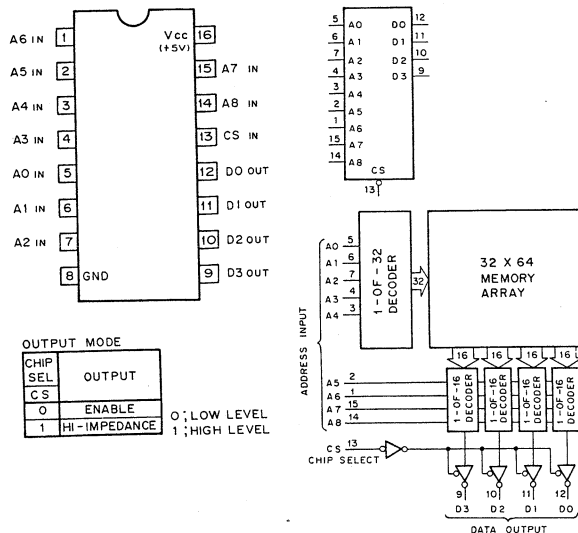 A6 IN 1
A5 IN 2
A4 IN 3
A3 IN 4
A0 IN 5
A1 IN 6
A2 IN 7
8 GND
Vcc 16
(+5V)
15 A7 IN
14 A8 IN
13 CS IN
12 D0 OUT
11 D1 OUT
10 D2 OUT
9 D3 OUT
5 A0
6 A1
7 A2
4 A3
3 A4
2 A5
1 A6
15 A7
14 A8
D0 12
D1 11
D2 10
D3 9
CS
13
OUTPUT MODE
CHIP SEL
OUTPUT
CS
0 ENABLE
1 HI-IMPEDANCE
0; LOW LEVEL
1; HIGH LEVEL
ADDRESS INPUT
A0 5
A1 6
A2 7
A3 4
A4 3
1-OF-32
DECODER
32
32 X 64
MEMORY
ARRAY
16 16 16 16
A5 2
A6 1
A7 15
A8 14
1-OF-16
DECODER
1-OF-16
DECODER
1-OF-16
DECODER
1-OF-16
DECODER
CS 13
CHIP SELECT
9 10 11 12
D3 D2 D1 D0
DATA OUTPUT